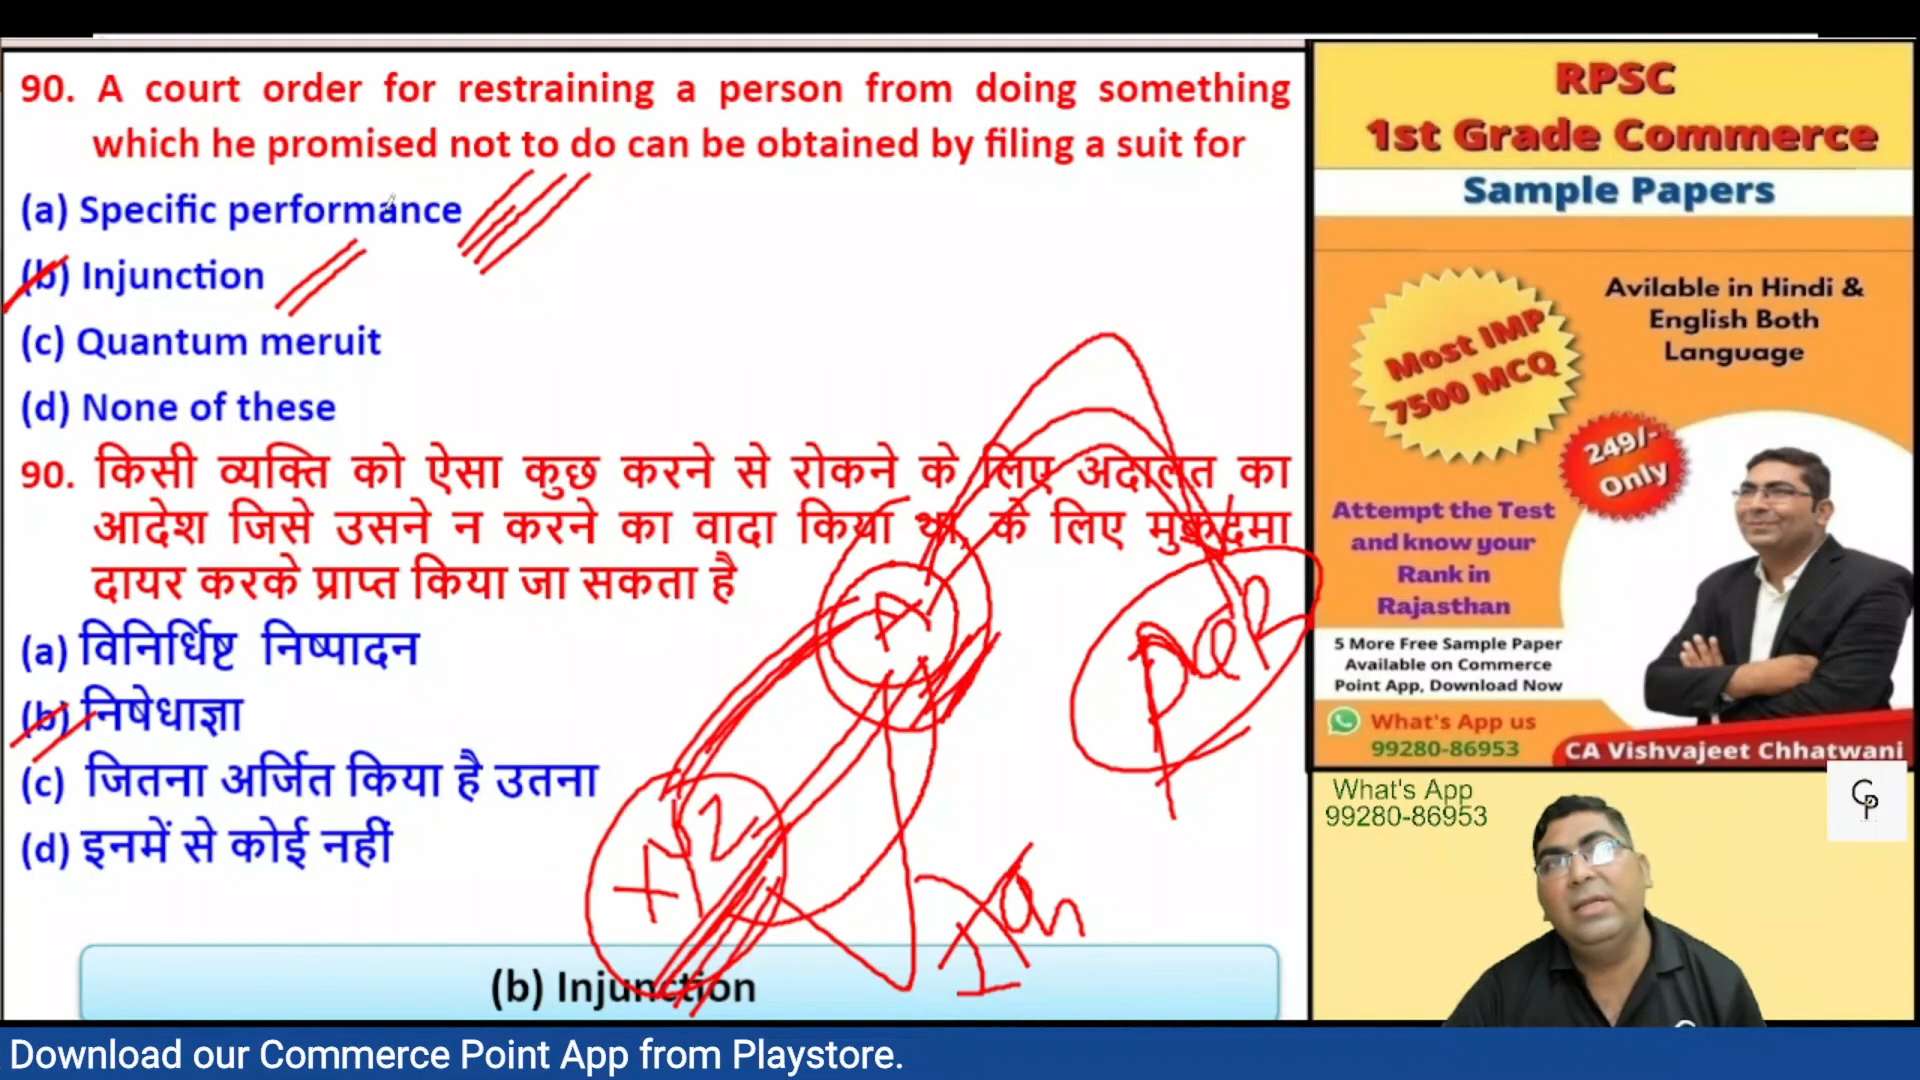 90. A court order for restraining a person from doing something
which he promised not to do can be obtained by filing a suit for
(a) Specific performance
(b) Injunction
(c) Quantum meruit
(d) None of these
90. किसी व्यक्ति को ऐसा कुछ करने से रोकने के लिए अदालत का
आदेश जिसे उसने न करने का वादा किया था, के लिए मुकदमा
दायर करके प्राप्त किया जा सकता है
(a) विनिर्धिष्ट निष्पादन
(b) निषेधाज्ञा
(c) जितना अर्जित किया है उतना
(d) इनमें से कोई नहीं
A
(b) Injunction
RPSC
1st Grade Commerce
Sample Papers
Most IMP
7500 MCQ
Avilable in Hindi &
English Both
Language
249/-
Only
Attempt the Test
and know your
Rank in
Rajasthan
5 More Free Sample Paper
Available on Commerce
Point App, Download Now
What's App us
99280-86953
CA Vishvajeet Chhatwani
What's App
99280-86953
CP
Download our Commerce Point App from Playstore.